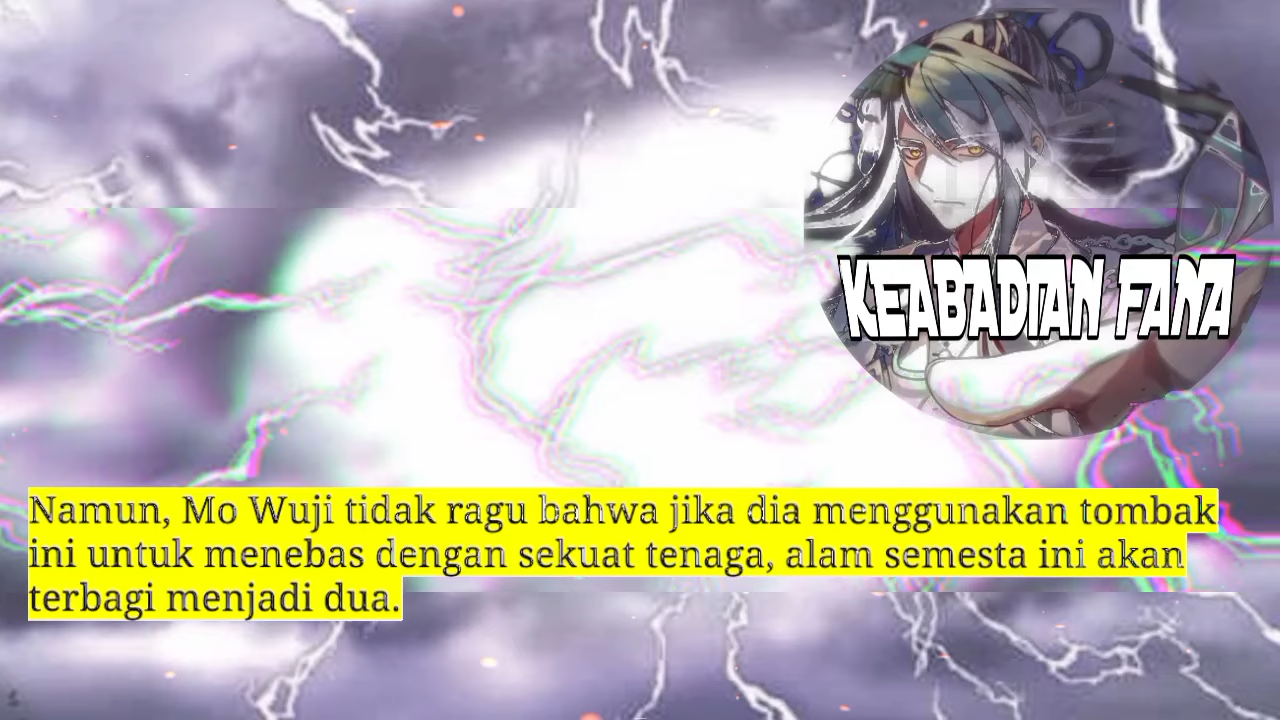 KEABADIAN FANA
Namun, Mo Wuji tidak ragu bahwa jika dia menggunakan tombak
ini untuk menebas dengan sekuat tenaga, alam semesta ini akan
terbagi menjadi dua.